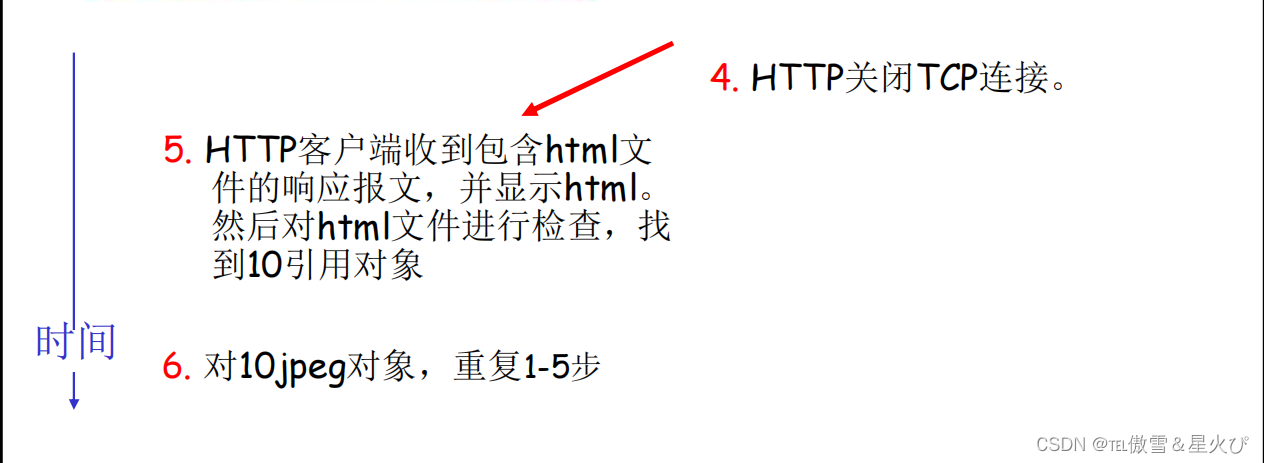 4. HTTP关闭TCP连接。
5. HTTP客户端收到包含html文
件的响应报文，并显示html。
然后对html文件进行检查，找
到10引用对象
时间
6. 对10jpeg对象，重复1-5步
CSDN @℡傲雪＆星火ぴ